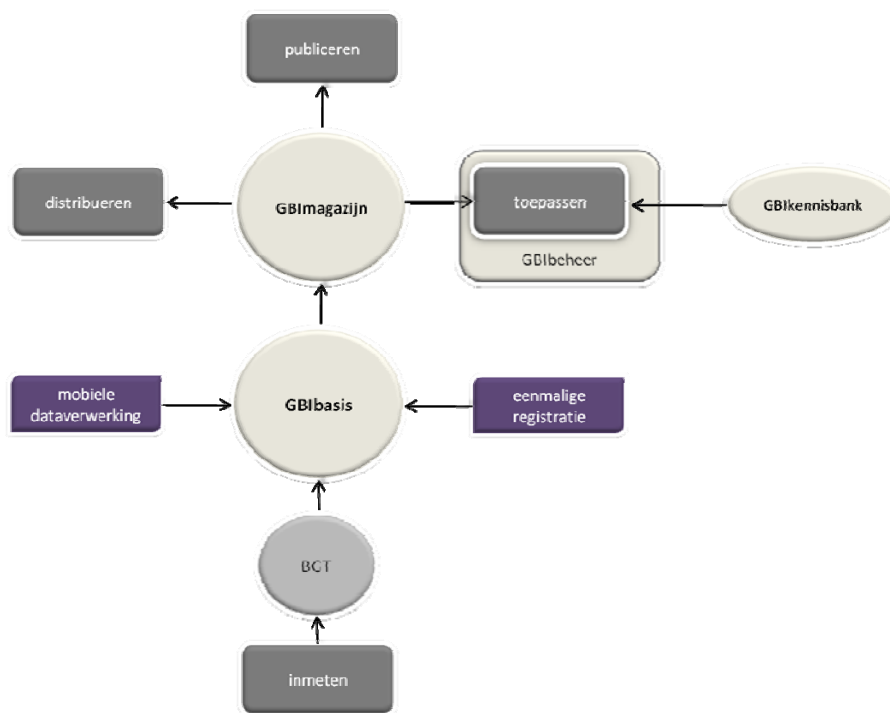 publiceren
distribueren
GBImagazijn
toepassen
GBIkennisbank
GBIbeheer
mobiele
dataverwerking
GBIbasis
eenmalige
registratie
BGT
inmeten